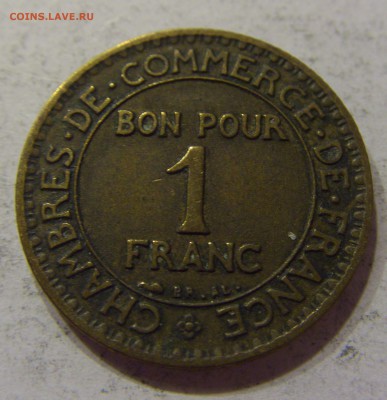 COINS.LAVE.RU
CHAMBRES·DE·COMMERCE·DE·FRANCE
BON POUR
1
FRANC